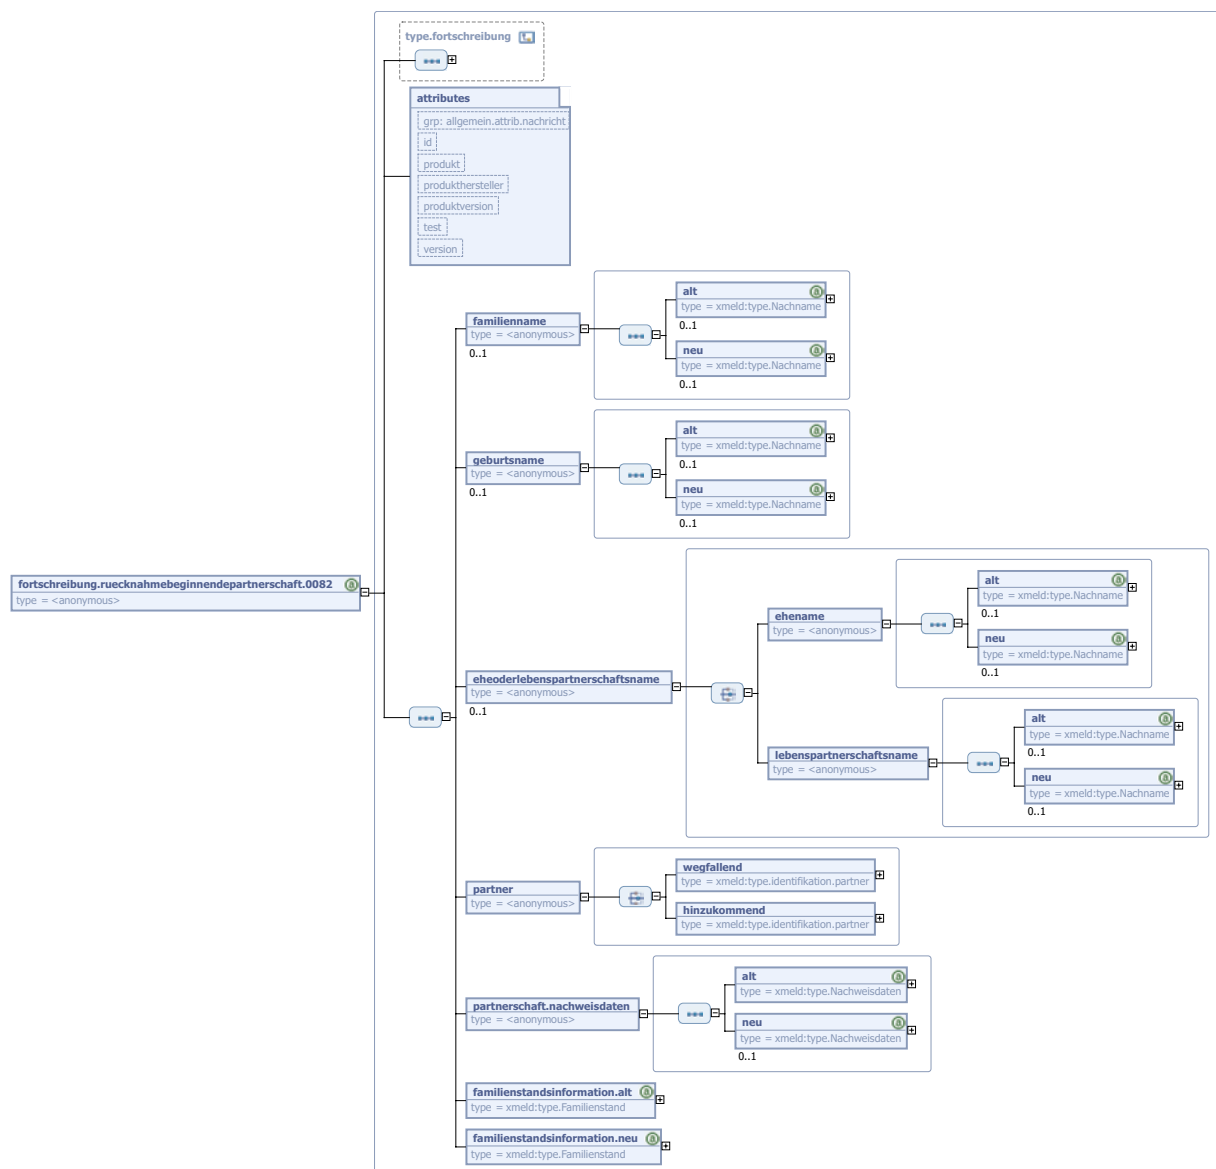 type.fortschreibung
attributes
grp: allgemein.attrib.nachricht
id
produkt
produkthersteller
produktversion
test
version
alt
type = xmeld:type.Nachname
0..1
familienname
type = <anonymous>
0..1
neu
type = xmeld:type.Nachname
0..1
alt
type = xmeld:type.Nachname
0..1
geburtsname
type = <anonymous>
0..1
neu
type = xmeld:type.Nachname
0..1
fortschreibung.ruecknahmebeginnendepartnerschaft.0082
type = <anonymous>
alt
type = xmeld:type.Nachname
0..1
ehename
type = <anonymous>
neu
type = xmeld:type.Nachname
0..1
eheoderlebenspartnerschaftsname
type = <anonymous>
0..1
alt
type = xmeld:type.Nachname
0..1
lebenspartnerschaftsname
type = <anonymous>
neu
type = xmeld:type.Nachname
0..1
wegfallend
type = xmeld:type.identifikation.partner
partner
type = <anonymous>
hinzukommend
type = xmeld:type.identifikation.partner
alt
type = xmeld:type.Nachweisdaten
partnerschaft.nachweisdaten
type = <anonymous>
neu
type = xmeld:type.Nachweisdaten
0..1
familienstandsinformation.alt
type = xmeld:type.Familienstand
familienstandsinformation.neu
type = xmeld:type.Familienstand